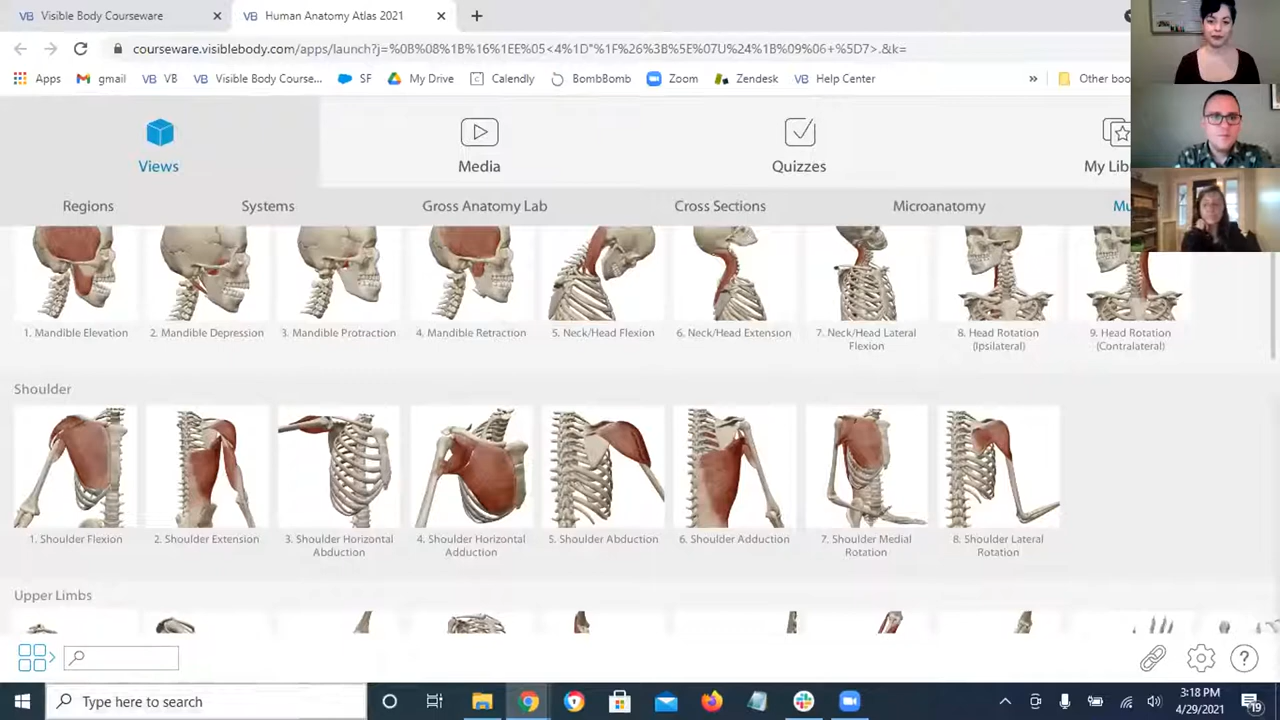 Visible Body Courseware
Human Anatomy Atlas 2021
courseware.visiblebody.com/apps/launch?j=%0B%08%1B%16%1EE%05<4%1D"%1F%26%3B%5E%07U%24%1B%09%06+%5D7>.&k=
Apps gmail VB Visible Body Course... SF My Drive Calendly BombBomb Zoom Zendesk Help Center » Other boo
Views Media Quizzes My Lib
Regions Systems Gross Anatomy Lab Cross Sections Microanatomy Mu
1. Mandible Elevation
2. Mandible Depression
3. Mandible Protraction
4. Mandible Retraction
5. Neck/Head Flexion
6. Neck/Head Extension
7. Neck/Head Lateral
Flexion
8. Head Rotation
(Ipsilateral)
9. Head Rotation
(Contralateral)
Shoulder
1. Shoulder Flexion
2. Shoulder Extension
3. Shoulder Horizontal
Abduction
4. Shoulder Horizontal
Adduction
5. Shoulder Abduction
6. Shoulder Adduction
7. Shoulder Medial
Rotation
8. Shoulder Lateral
Rotation
Upper Limbs
Type here to search
3:18 PM
4/29/2021
19